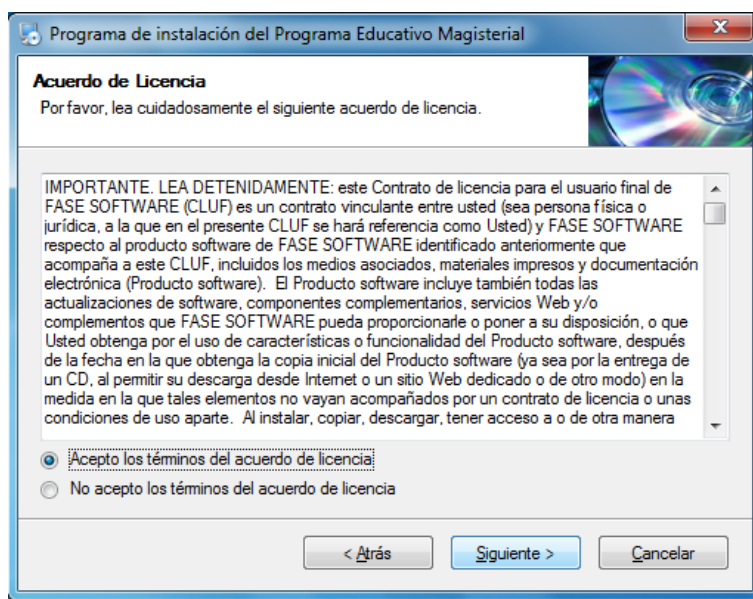 Programa de instalación del Programa Educativo Magisterial
Acuerdo de Licencia
Por favor, lea cuidadosamente el siguiente acuerdo de licencia.
IMPORTANTE. LEA DETENIDAMENTE: este Contrato de licencia para el usuario final de
FASE SOFTWARE (CLUF) es un contrato vinculante entre usted (sea persona física o
jurídica, a la que en el presente CLUF se hará referencia como Usted) y FASE SOFTWARE
respecto al producto software de FASE SOFTWARE identificado anteriormente que
acompaña a este CLUF, incluidos los medios asociados, materiales impresos y documentación
electrónica (Producto software).  El Producto software incluye también todas las
actualizaciones de software, componentes complementarios, servicios Web y/o
complementos que FASE SOFTWARE pueda proporcionarle o poner a su disposición, o que
Usted obtenga por el uso de características o funcionalidad del Producto software, después
de la fecha en la que obtenga la copia inicial del Producto software (ya sea por la entrega de
un CD, al permitir su descarga desde Internet o un sitio Web dedicado o de otro modo) en la
medida en la que tales elementos no vayan acompañados por un contrato de licencia o unas
condiciones de uso aparte.  Al instalar, copiar, descargar, tener acceso a o de otra manera
Acepto los términos del acuerdo de licencia
No acepto los términos del acuerdo de licencia
< Atrás
Siguiente >
Cancelar